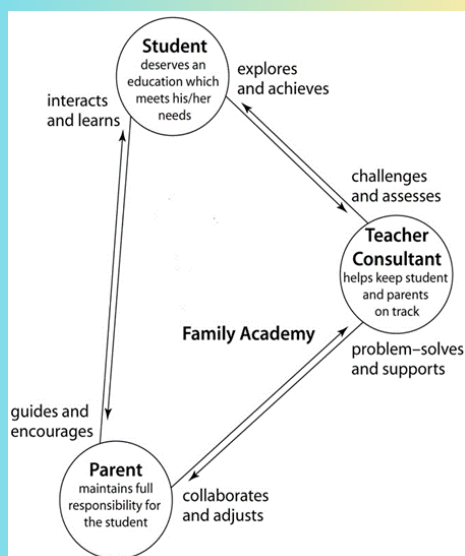 Student
deserves an
education which
meets his/her
needs
explores
and achieves
interacts
and learns
challenges
and assesses
Teacher
Consultant
helps keep student
and parents
on track
Family Academy
problem–solves
and supports
guides and
encourages
Parent
maintains full
responsibility for
the student
collaborates
and adjusts